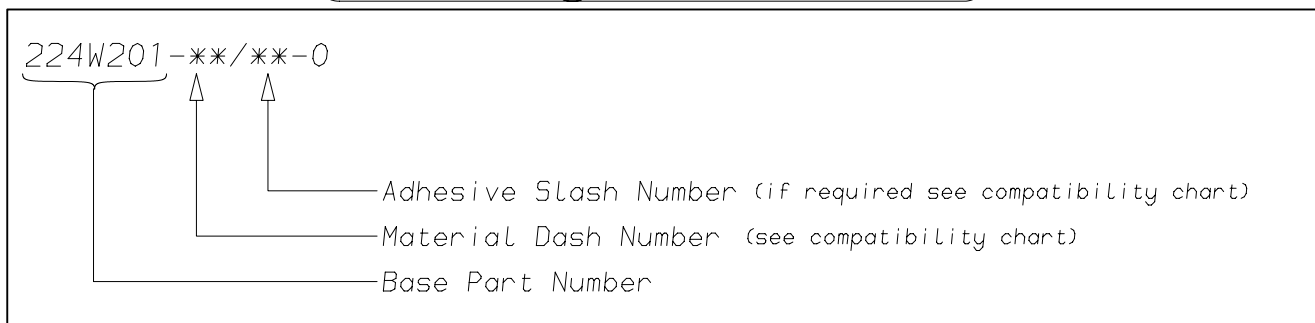 224W201-**/**-0
Adhesive Slash Number (if required see compatibility chart)
Material Dash Number (see compatibility chart)
Base Part Number